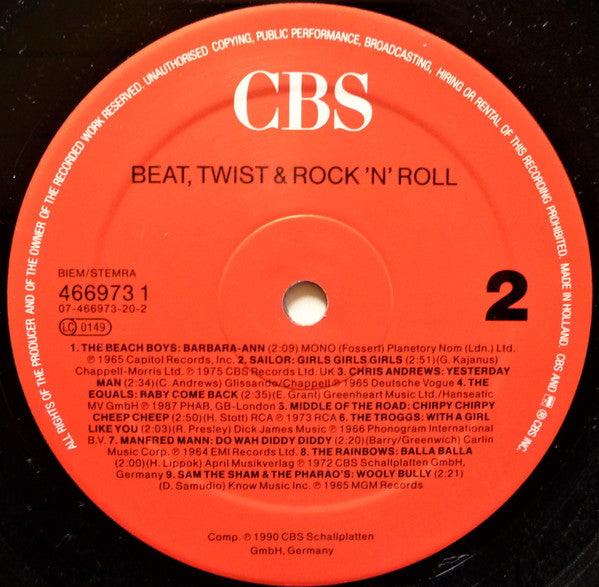 ALL RIGHTS OF THE PRODUCER AND OF THE OWNER OF THE RECORDED WORK RESERVED. UNAUTHORISED COPYING, PUBLIC PERFORMANCE, BROADCASTING, HIRING OR RENTAL OF THIS RECORDING PROHIBITED. MADE IN HOLLAND. CBS AND ® CBS INC.
CBS
BEAT, TWIST & ROCK 'N' ROLL
BIEM/STEMRA
466973 1
07-466973-20-2
LC 0149
2
1. THE BEACH BOYS: BARBARA-ANN (2:09) MONO (Fossert) Planetory Nom (Ldn.) Ltd.
℗ 1965 Capitol Records, Inc. 2. SAILOR: GIRLS GIRLS GIRLS (2:51)(G. Kajanus)
Chappell-Morris Ltd. ℗ 1975 CBS Records Ltd. UK 3. CHRIS ANDREWS: YESTERDAY
MAN (2:34)(C. Andrews) Glissando/Chappell ℗ 1965 Deutsche Vogue 4. THE
EQUALS: BABY COME BACK (2:35)(E. Grant) Greenheart Music Ltd./Hanseatic
MV GmbH ℗ 1987 PHAR, GB-London 5. MIDDLE OF THE ROAD: CHIRPY CHIRPY
CHEEP CHEEP (2:50) (H. Stott) RCA ℗ 1973 RCA 6. THE TROGGS: WITH A GIRL
LIKE YOU (2:03)(R. Presley) Dick James Music ℗ 1966 Phonogram International
B.V. 7. MANFRED MANN: DO WAH DIDDY DIDDY (2:20)(Barry/Greenwich) Carlin
Music Corp. ℗ 1964 EMI Records Ltd. 8. THE RAINBOWS: BALLA BALLA
(2:00)(H. Lippok) April Musikverlag ℗ 1972 CBS Schallplatten GmbH,
Germany 9. SAM THE SHAM & THE PHARAO'S: WOOLY BULLY (2:21)
(D. Samudio) Know Music Inc. ℗ 1965 MGM Records
Comp. ℗ 1990 CBS Schallplatten
GmbH, Germany